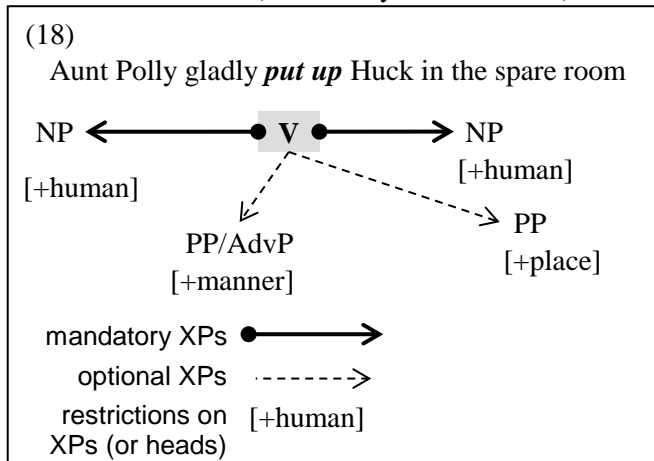 (18)
Aunt Polly gladly put up Huck in the spare room
NP V NP
[+human] [+human]
PP/AdvP PP
[+manner] [+place]
mandatory XPs
optional XPs
restrictions on [+human]
XPs (or heads)